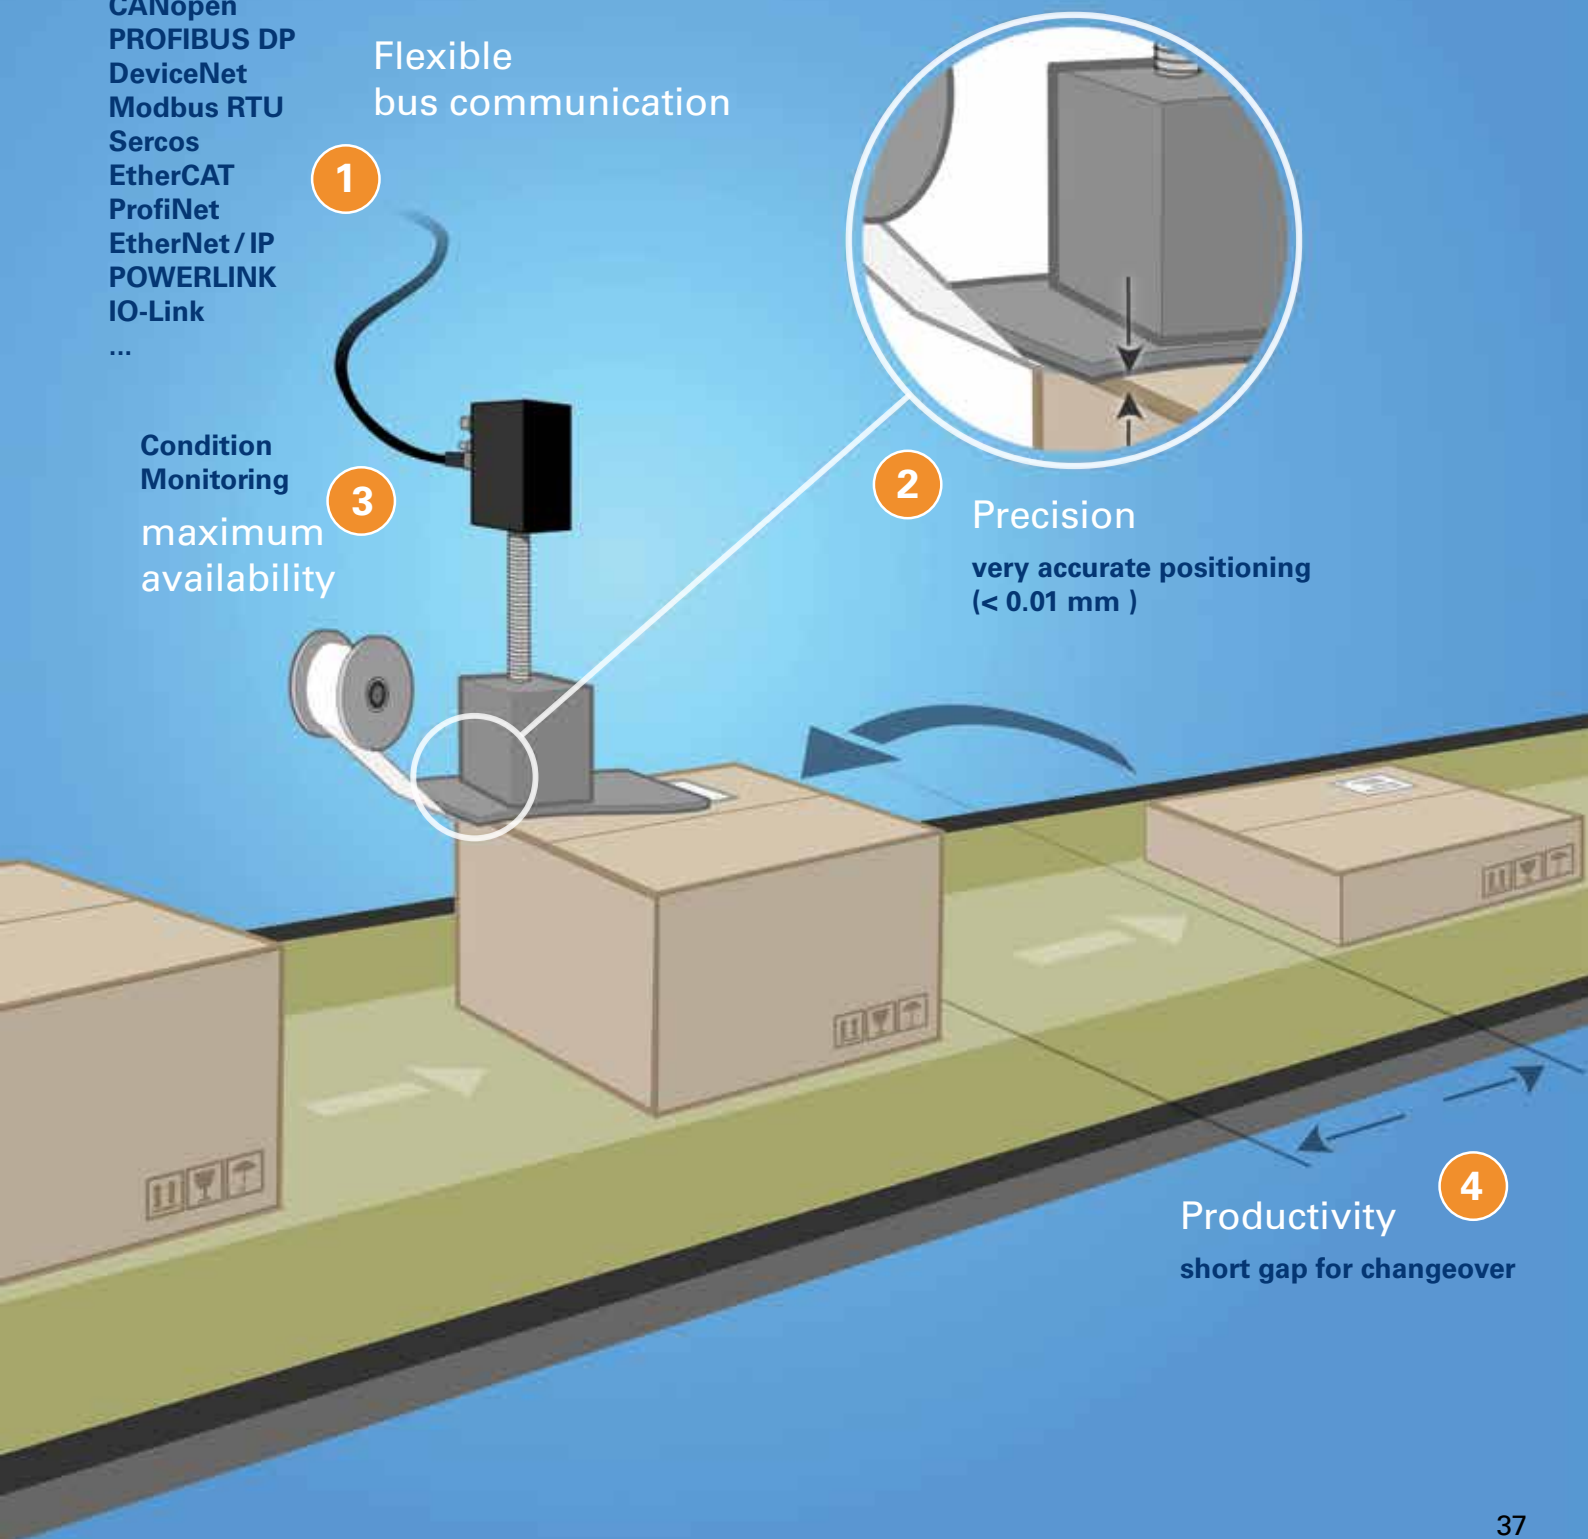 CANopen
PROFIBUS DP
DeviceNet
Modbus RTU
Sercos
EtherCAT
ProfiNet
EtherNet / IP
POWERLINK
IO-Link
...
Flexible
bus communication
1
Condition
Monitoring
3
maximum
availability
2
Precision
very accurate positioning
(< 0.01 mm )
4
Productivity
short gap for changeover
37